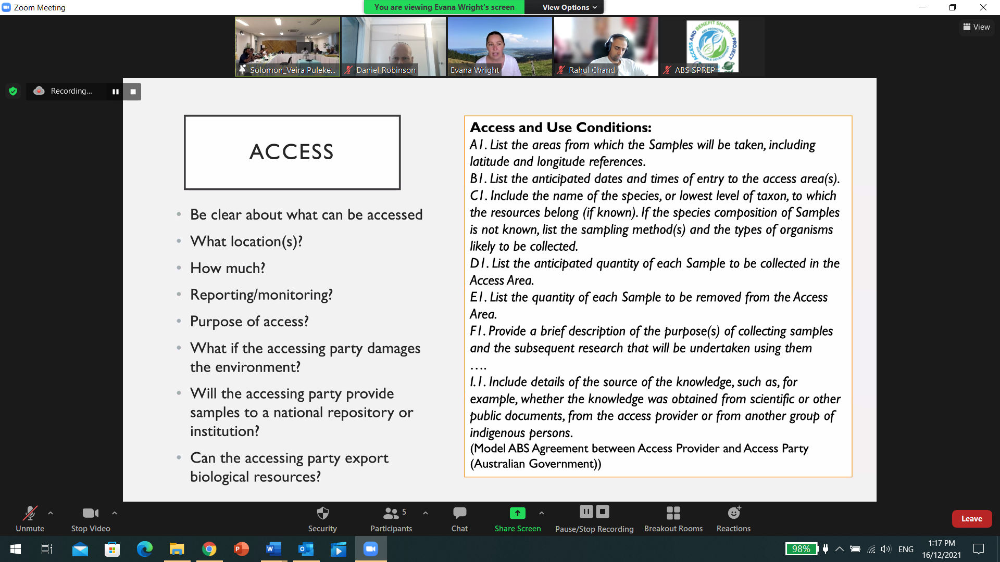 Zoom Meeting
You are viewing Evana Wright's screen
View Options
View
Solomon_Veira Puleke...
Daniel Robinson
Evana Wright
Rahul Chand
ACCESS AND BENEFIT SHARING PROJECT
ABS SPREP
Recording...
ACCESS
• Be clear about what can be accessed
• What location(s)?
• How much?
• Reporting/monitoring?
• Purpose of access?
• What if the accessing party damages
the environment?
• Will the accessing party provide
samples to a national repository or
institution?
• Can the accessing party export
biological resources?
Access and Use Conditions:
A1. List the areas from which the Samples will be taken, including
latitude and longitude references.
B1. List the anticipated dates and times of entry to the access area(s).
C1. Include the name of the species, or lowest level of taxon, to which
the resources belong (if known). If the species composition of Samples
is not known, list the sampling method(s) and the types of organisms
likely to be collected.
D1. List the anticipated quantity of each Sample to be collected in the
Access Area.
E1. List the quantity of each Sample to be removed from the Access
Area.
F1. Provide a brief description of the purpose(s) of collecting samples
and the subsequent research that will be undertaken using them
….
I.1. Include details of the source of the knowledge, such as, for
example, whether the knowledge was obtained from scientific or other
public documents, from the access provider or from another group of
indigenous persons.
(Model ABS Agreement between Access Provider and Access Party
(Australian Government))
Unmute
Stop Video
Security
Participants
5
Chat
Share Screen
Pause/Stop Recording
Breakout Rooms
Reactions
Leave
98%
ENG
1:17 PM
16/12/2021